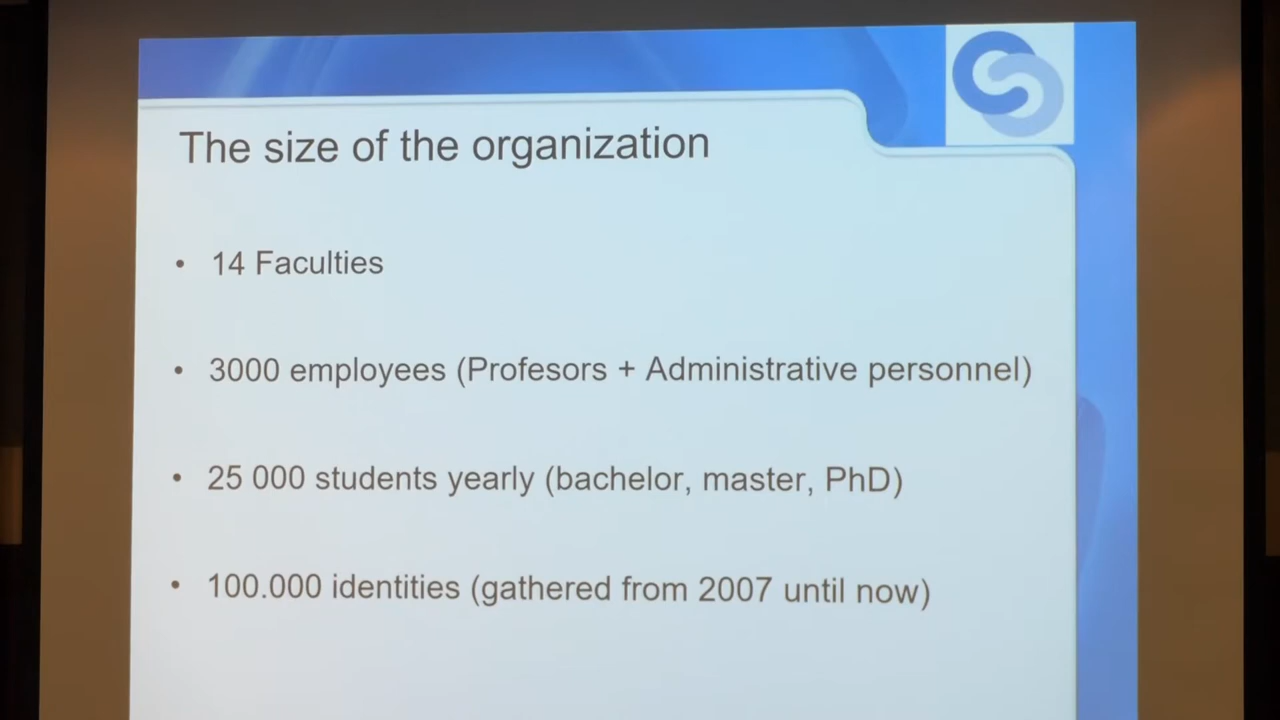 The size of the organization
• 14 Faculties
• 3000 employees (Profesors + Administrative personnel)
• 25 000 students yearly (bachelor, master, PhD)
• 100.000 identities (gathered from 2007 until now)